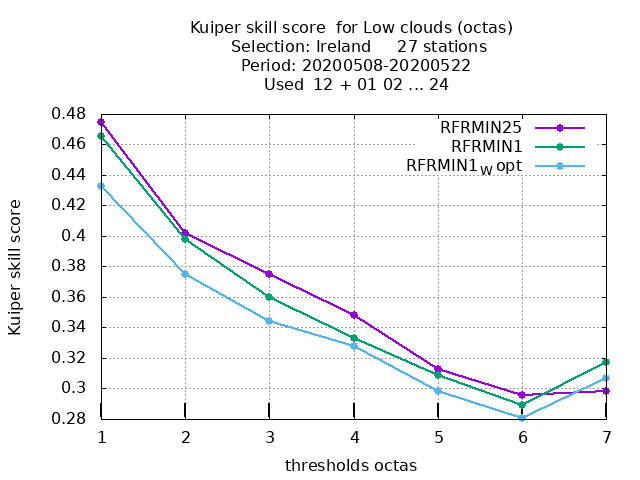 Kuiper skill score  for Low clouds (octas)
Selection: Ireland     27 stations
Period: 20200508-20200522
Used  12 + 01 02 ... 24
RFRMIN25
RFRMIN1
RFRMIN1W opt
Kuiper skill score
0.48
0.46
0.44
0.42
0.4
0.38
0.36
0.34
0.32
0.3
0.28
1 2 3 4 5 6 7
thresholds octas